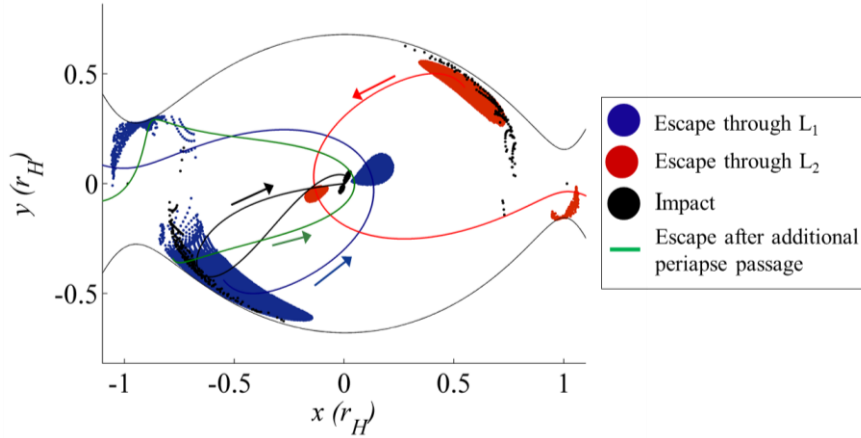 0.5
0
-0.5
y (r_H)
-1
-0.5
0
0.5
1
x (r_H)
Escape through L₁
Escape through L₂
Impact
Escape after additional
periapse passage